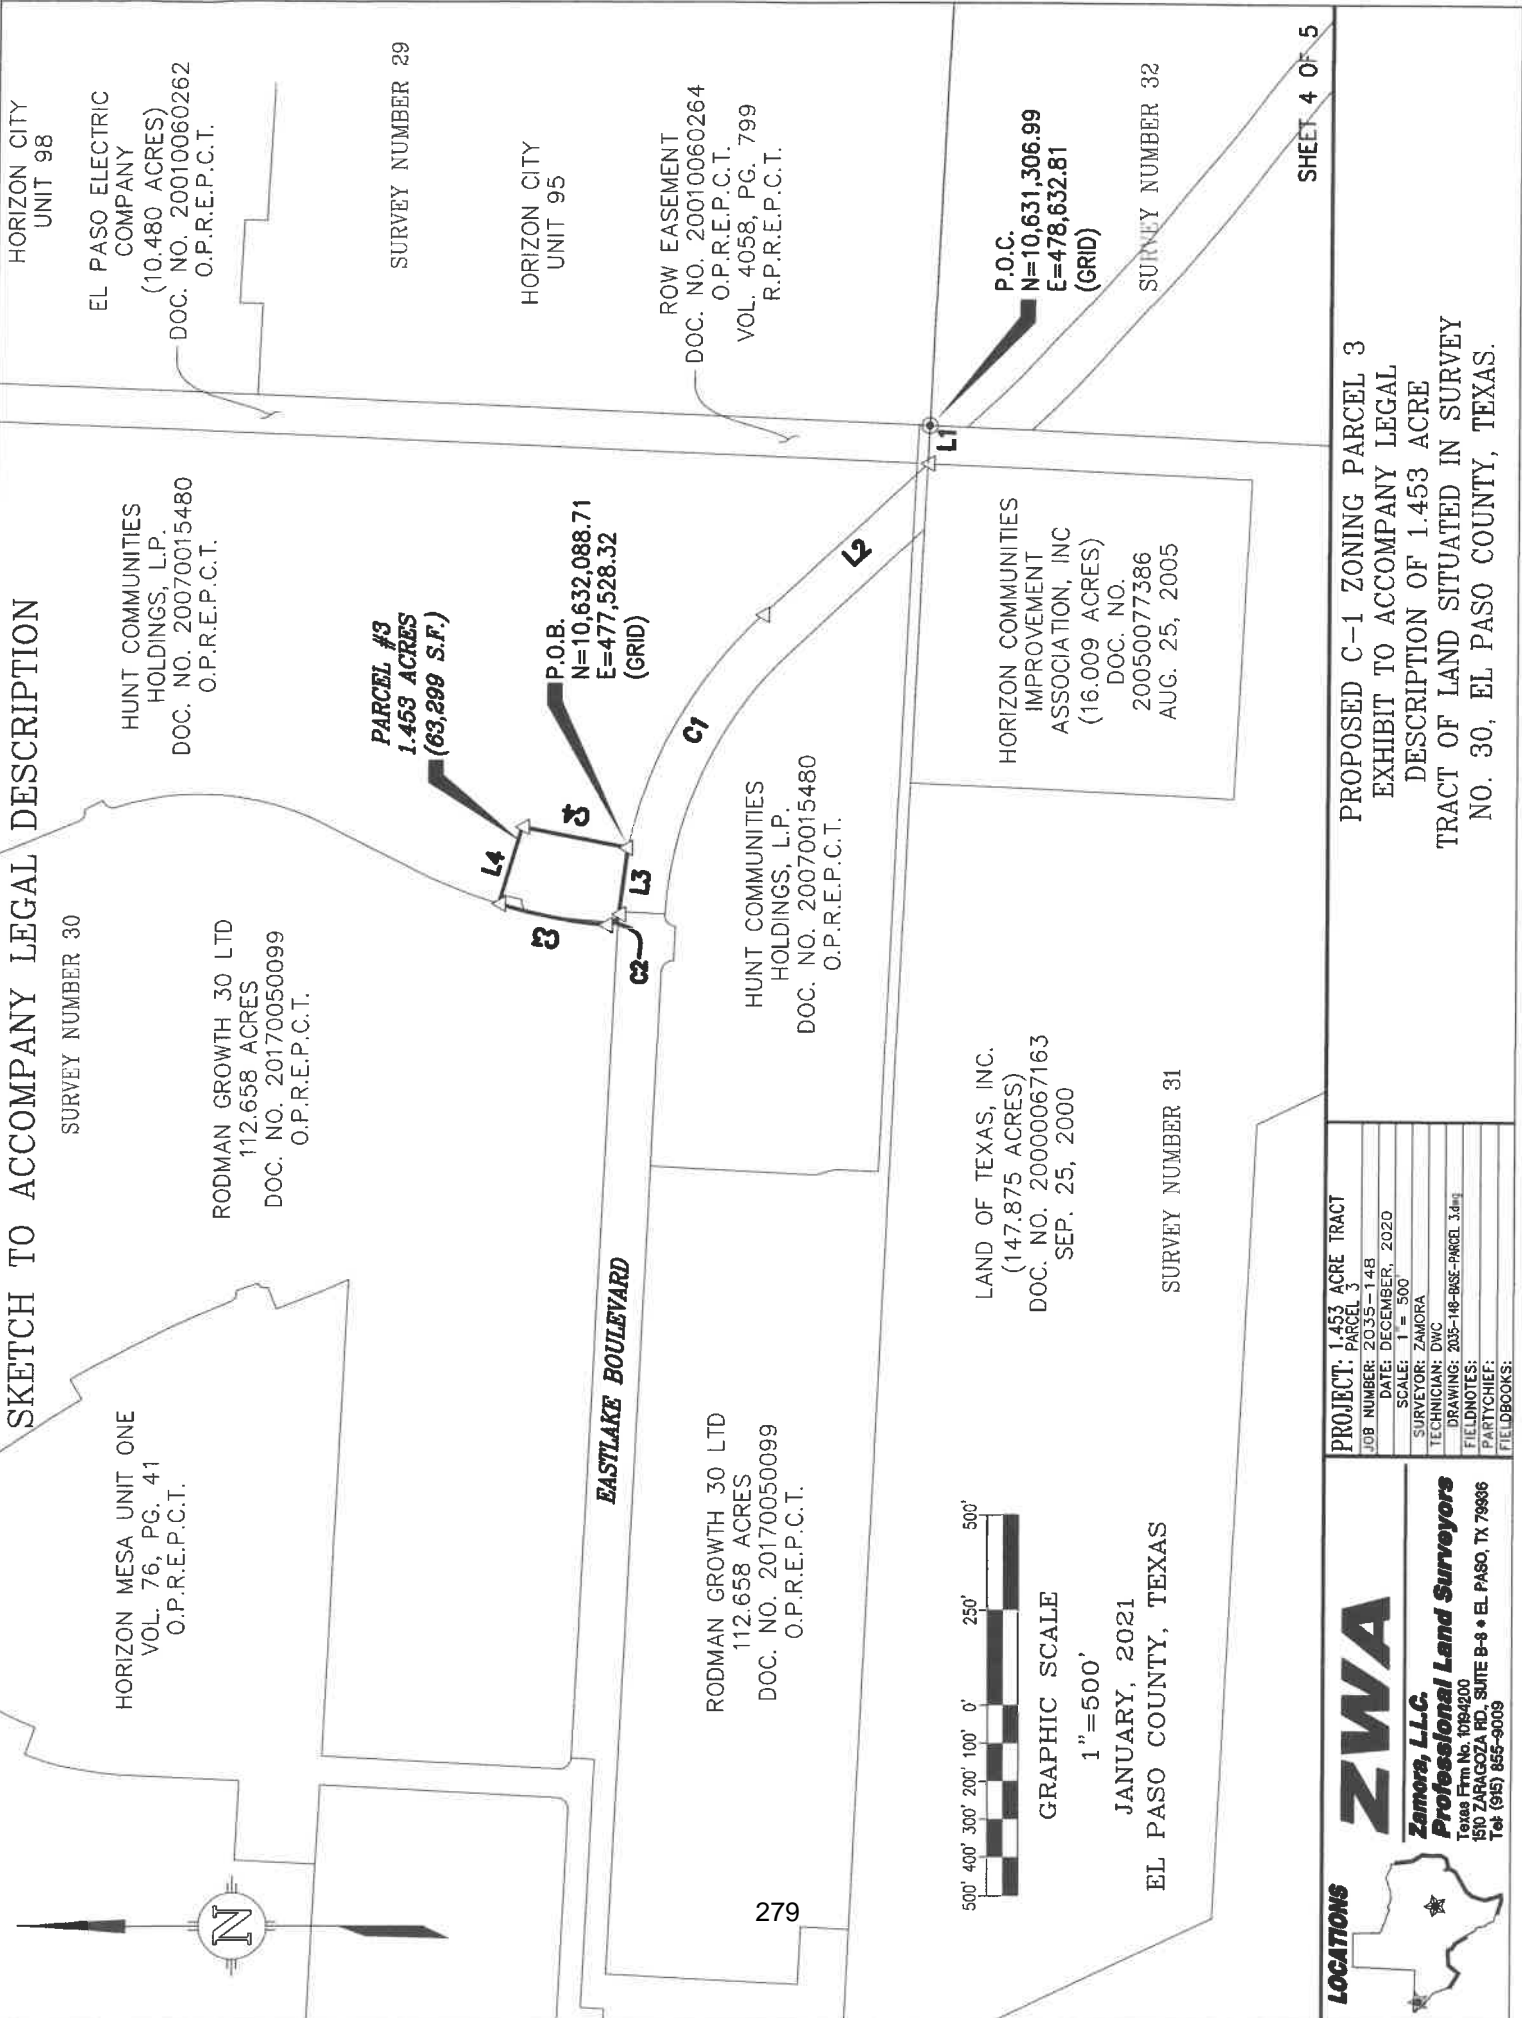 SKETCH TO ACCOMPANY LEGAL DESCRIPTION
HORIZON CITY
UNIT 98
EL PASO ELECTRIC
COMPANY
(10.480 ACRES)
DOC. NO. 20010060262
O.P.R.E.P.C.T.
SURVEY NUMBER 29
HORIZON CITY
UNIT 95
ROW EASEMENT
DOC. NO. 20010060264
O.P.R.E.P.C.T.
VOL. 4058, PG. 799
R.P.R.E.P.C.T.
P.O.C.
N=10,631,306.99
E=478,632.81
(GRID)
SURVEY NUMBER 32
SHEET 4 OF 5
HUNT COMMUNITIES
HOLDINGS, L.P.
DOC. NO. 20070015480
O.P.R.E.P.C.T.
PARCEL #3
1.453 ACRES
(63,299 S.F.)
P.O.B.
N=10,632,088.71
E=477,528.32
(GRID)
L1
L2
C1
L4
L3
C2
HORIZON COMMUNITIES
IMPROVEMENT
ASSOCIATION, INC
(16.009 ACRES)
DOC. NO.
20050077386
AUG. 25, 2005
SURVEY NUMBER 30
RODMAN GROWTH 30 LTD
112.658 ACRES
DOC. NO. 20170050099
O.P.R.E.P.C.T.
C3
C4
HUNT COMMUNITIES
HOLDINGS, L.P.
DOC. NO. 20070015480
O.P.R.E.P.C.T.
LAND OF TEXAS, INC.
(147.875 ACRES)
DOC. NO. 20000067163
SEP. 25, 2000
SURVEY NUMBER 31
HORIZON MESA UNIT ONE
VOL. 76, PG. 41
O.P.R.E.P.C.T.
EASTLAKE BOULEVARD
RODMAN GROWTH 30 LTD
112.658 ACRES
DOC. NO. 20170050099
O.P.R.E.P.C.T.
N
279
500' 400' 300' 200' 100' 0' 250' 500'
GRAPHIC SCALE
1"=500'
JANUARY, 2021
EL PASO COUNTY, TEXAS
LOCATIONS
ZWA
Zamora, L.L.C.
Professional Land Surveyors
Texas Firm No. 10194200
1510 ZARAGOZA RD., SUITE B-8 • EL PASO, TX 79936
Tel: (915) 855-9009
PROJECT: 1.453 ACRE TRACT
PARCEL 3
JOB NUMBER: 2035-148
DATE: DECEMBER, 2020
SCALE: 1" = 500'
SURVEYOR: ZAMORA
TECHNICIAN: DWC
DRAWING: 2035-148-BASE-PARCEL 3.dwg
FIELDNOTES:
PARTYCHIEF:
FIELDBOOKS:
PROPOSED C-1 ZONING PARCEL 3
EXHIBIT TO ACCOMPANY LEGAL
DESCRIPTION OF 1.453 ACRE
TRACT OF LAND SITUATED IN SURVEY
NO. 30, EL PASO COUNTY, TEXAS.